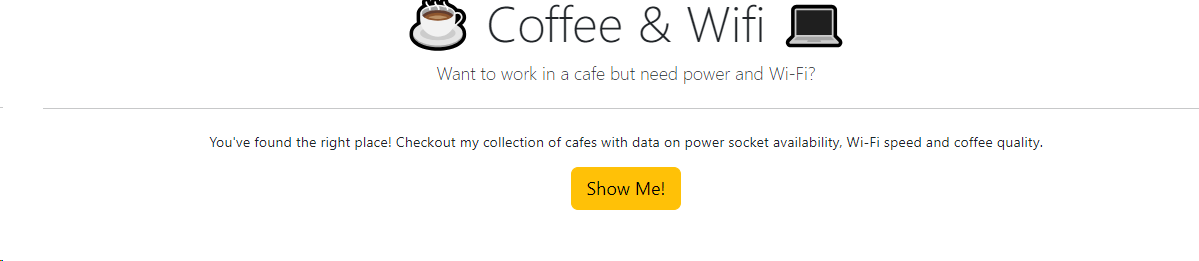 Coffee & Wifi
Want to work in a cafe but need power and Wi-Fi?
You've found the right place! Checkout my collection of cafes with data on power socket availability, Wi-Fi speed and coffee quality.
Show Me!